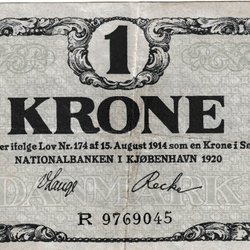 1
KRONE
er ifølge Lov Nr. 174 af 15. August 1914 som en Krone i
NATIONALBANKEN I KJØBENHAVN 1920
DANMARK
R 9769045